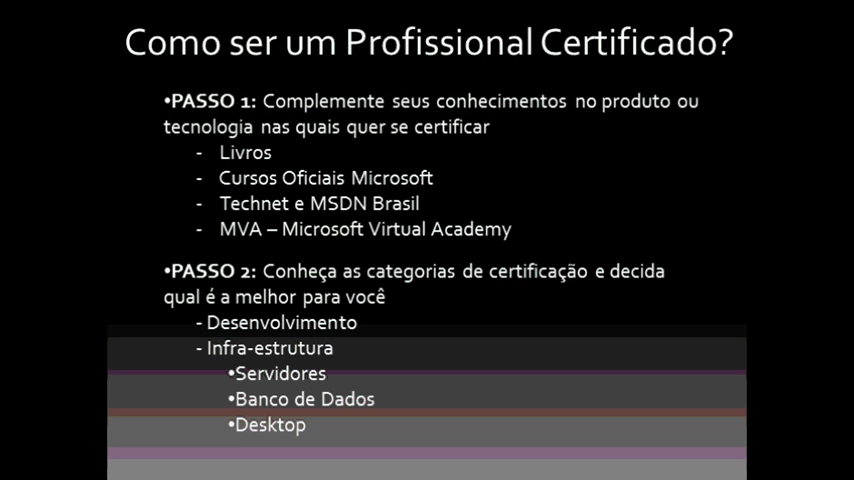 Como ser um Profissional Certificado?
•PASSO 1: Complemente seus conhecimentos no produto ou
tecnologia nas quais quer se certificar
- Livros
- Cursos Oficiais Microsoft
- Technet e MSDN Brasil
- MVA – Microsoft Virtual Academy
•PASSO 2: Conheça as categorias de certificação e decida
qual é a melhor para você
- Desenvolvimento
- Infra-estrutura
•Servidores
•Banco de Dados
•Desktop